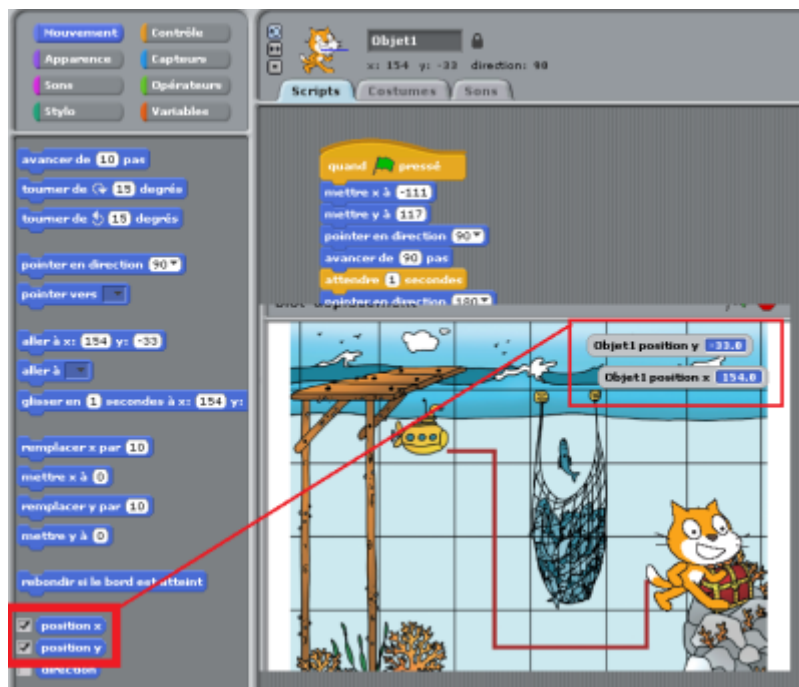 Mouvement Contrôle
Apparence Capteurs
Sons Opérateurs
Stylo Variables
Objet1
x: 154 y: -33 direction: 90
Scripts Costumes Sons
avancer de 10 pas
tourner de 15 degrés
tourner de 15 degrés
pointer en direction 90
pointer vers
aller à x: 154 y: -33
aller à
glisser en 1 secondes à x: 154 y:
remplacer x par 10
mettre x à 0
remplacer y par 10
mettre y à 0
rebondir si le bord est atteint
position x
position y
direction
quand pressé
mettre x à -111
mettre y à 117
pointer en direction 90
avancer de 90 pas
attendre 1 secondes
pointer en direction 180
Objet1 position y -33.0
Objet1 position x 154.0